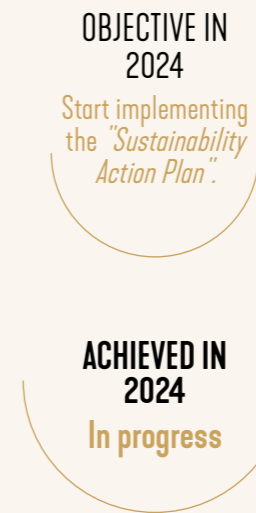 OBJECTIVE IN
2024
Start implementing
the "Sustainability
Action Plan".
ACHIEVED IN
2024
In progress